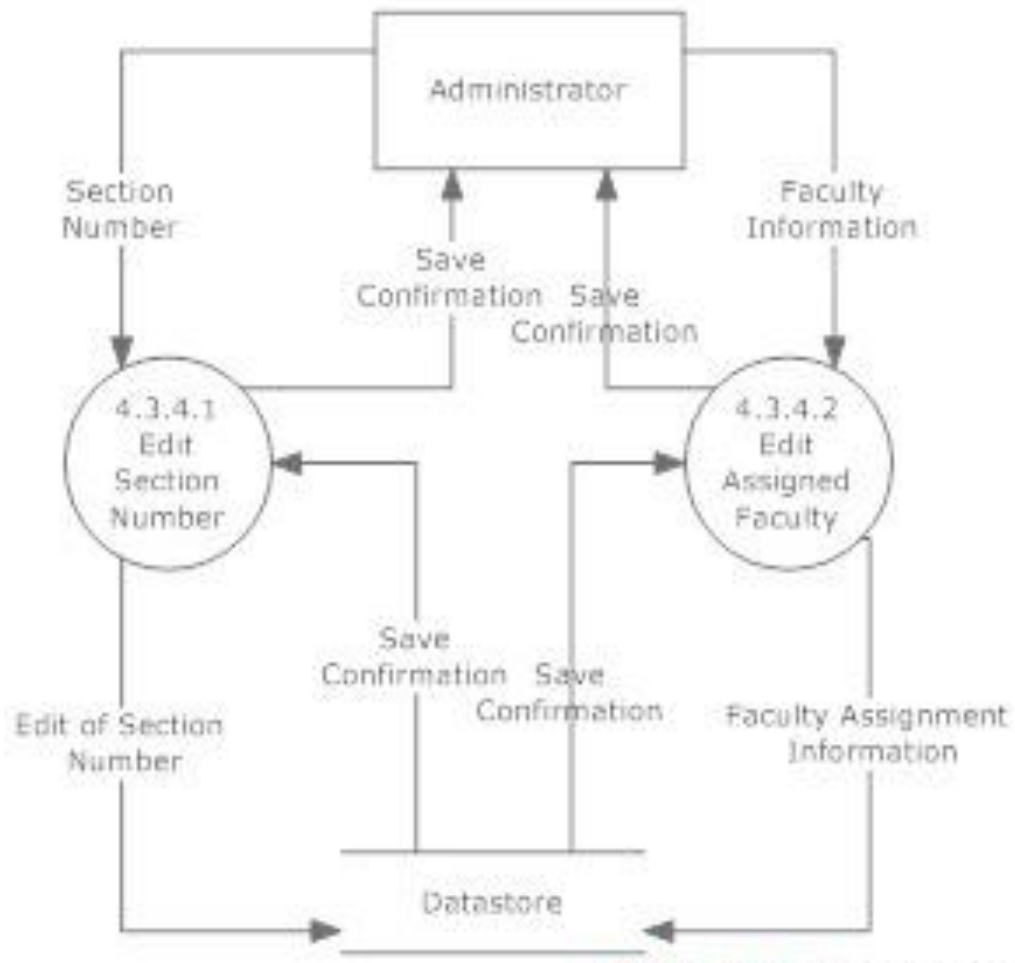 Administrator
Section
Number
Faculty
Information
Save
Confirmation
Save
Confirmation
4.3.4.1
Edit
Section
Number
4.3.4.2
Edit
Assigned
Faculty
Save
Confirmation
Save
Confirmation
Edit of Section
Number
Faculty Assignment
Information
Datastore